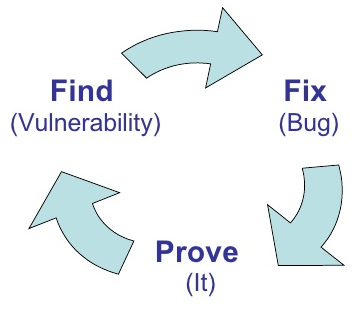 Find
(Vulnerability)
Fix
(Bug)
Prove
(It)